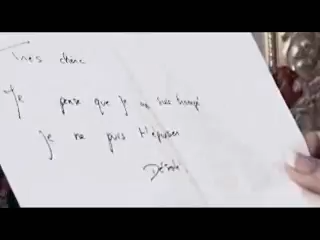 Très chère
Je pense que je me suis trompé
Je ne puis t'épouser
Désolé